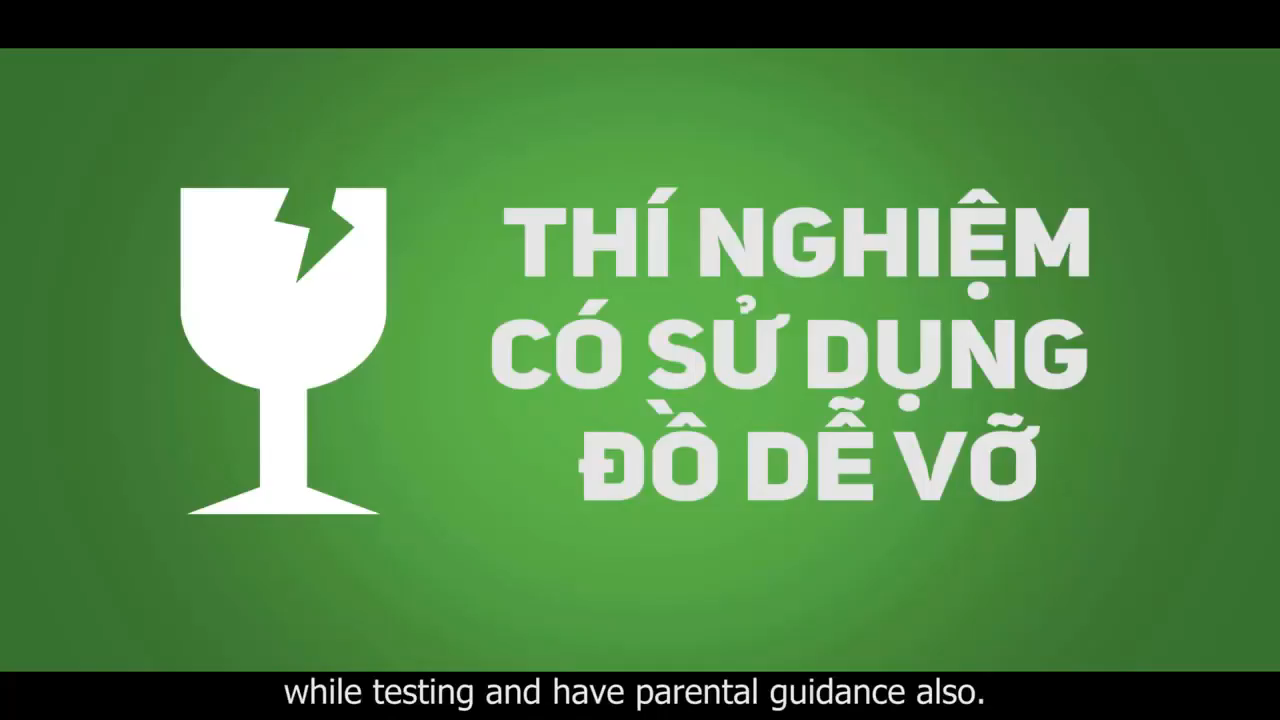 THÍ NGHIỆM
CÓ SỬ DỤNG
ĐỒ DỄ VỠ
while testing and have parental guidance also.